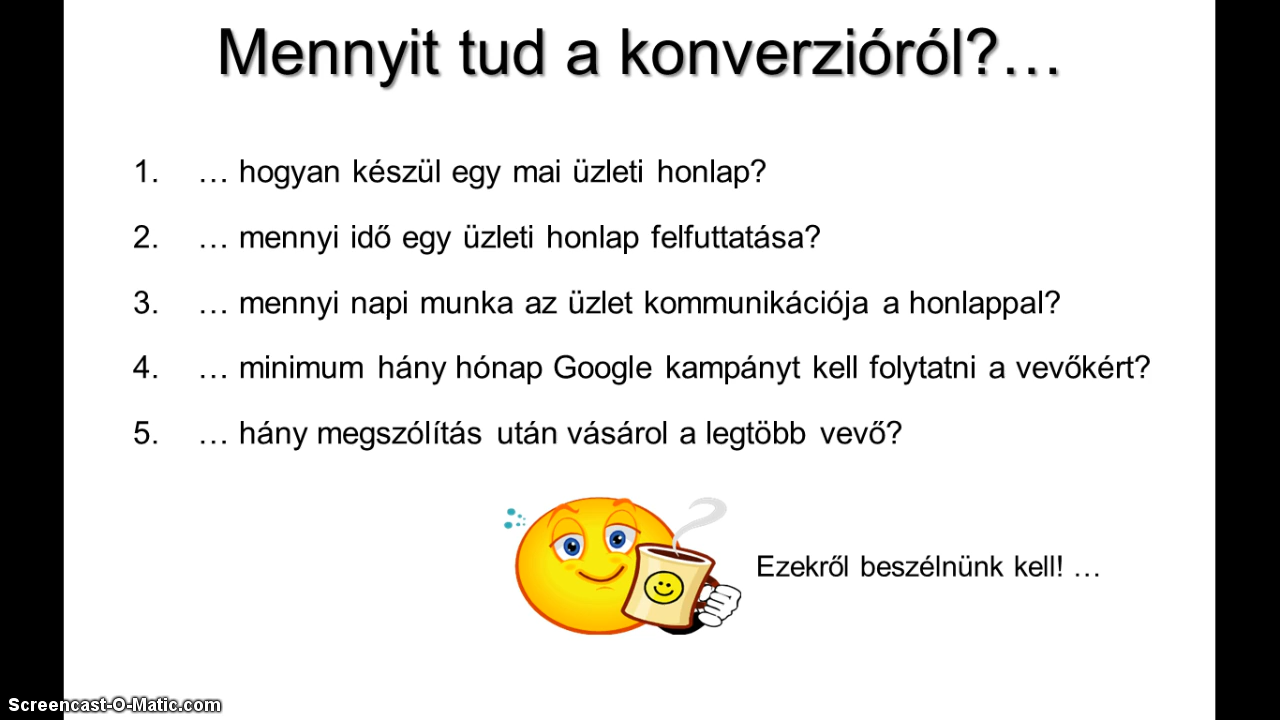 Mennyit tud a konverzióról?…
1. … hogyan készül egy mai üzleti honlap?
2. … mennyi idő egy üzleti honlap felfuttatása?
3. … mennyi napi munka az üzlet kommunikációja a honlappal?
4. … minimum hány hónap Google kampányt kell folytatni a vevőkért?
5. … hány megszólítás után vásárol a legtöbb vevő?
Ezekről beszélnünk kell! …
Screencast-O-Matic.com